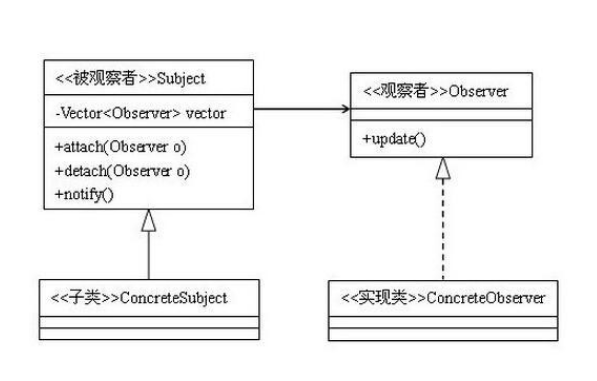 <<被观察者>>Subject
-Vector<Observer> vector
+attach(Observer o)
+detach(Observer o)
+notify()
<<观察者>>Observer
+update()
<<子类>>ConcreteSubject
<<实现类>>ConcreteObserver